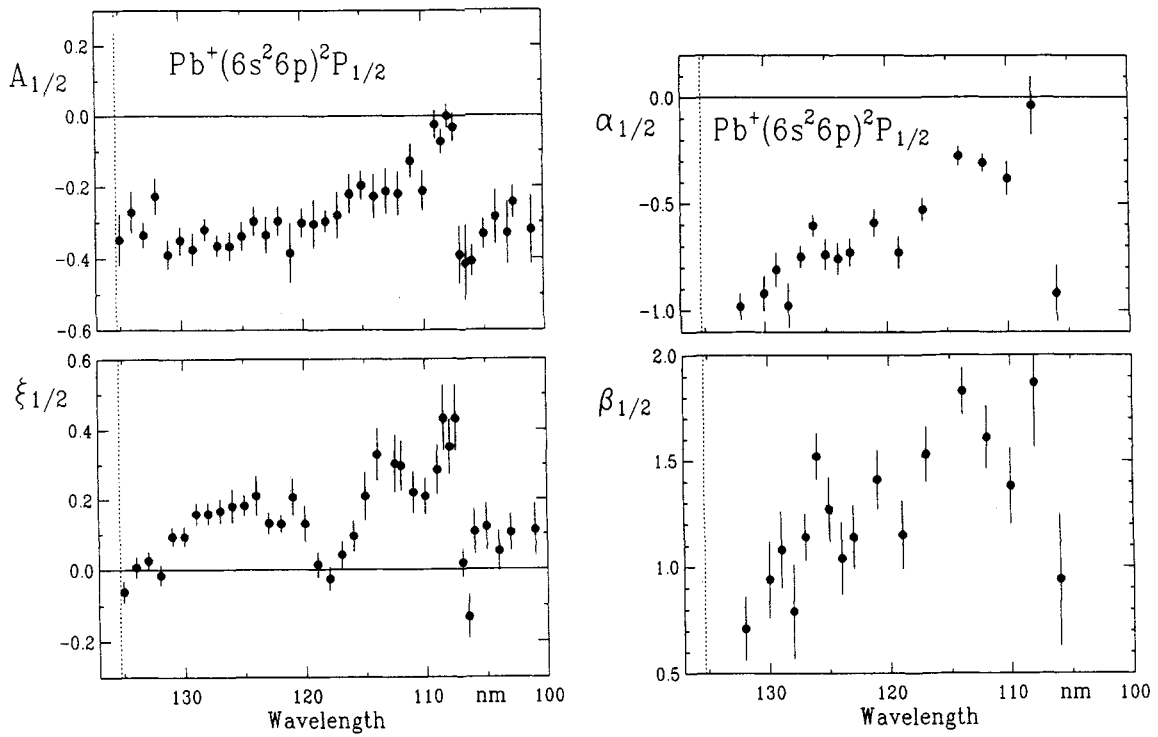 0.2
A1/2
Pb+(6s²6p)²P1/2
0.0
-0.2
-0.4
-0.6
0.6
ξ1/2
0.4
0.2
0.0
-0.2
130 120 110 nm 100
Wavelength
0.0
α1/2
Pb+(6s²6p)²P1/2
-0.5
-1.0
2.0
β1/2
1.5
1.0
0.5
130 120 110 nm 100
Wavelength